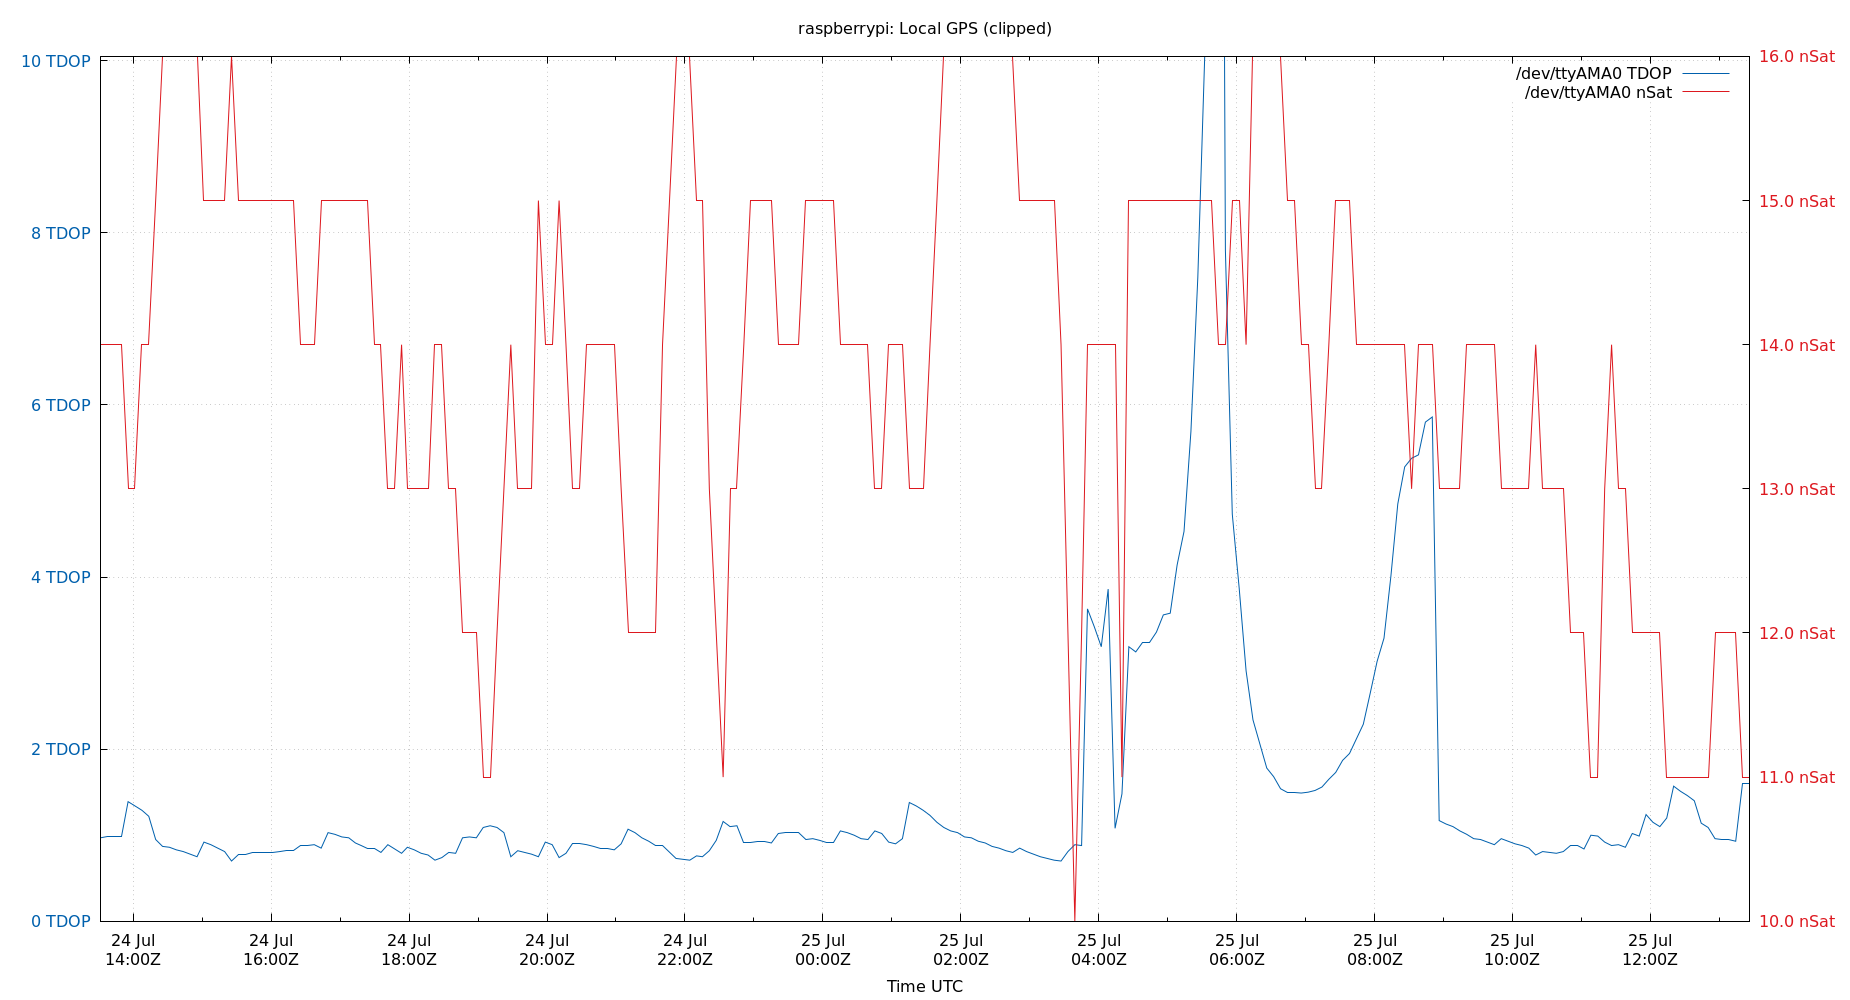 raspberrypi: Local GPS (clipped)
10 TDOP
8 TDOP
6 TDOP
4 TDOP
2 TDOP
0 TDOP
16.0 nSat
15.0 nSat
14.0 nSat
13.0 nSat
12.0 nSat
11.0 nSat
10.0 nSat
/dev/ttyAMA0 TDOP
/dev/ttyAMA0 nSat
24 Jul
14:00Z
24 Jul
16:00Z
24 Jul
18:00Z
24 Jul
20:00Z
24 Jul
22:00Z
25 Jul
00:00Z
25 Jul
02:00Z
25 Jul
04:00Z
25 Jul
06:00Z
25 Jul
08:00Z
25 Jul
10:00Z
25 Jul
12:00Z
Time UTC